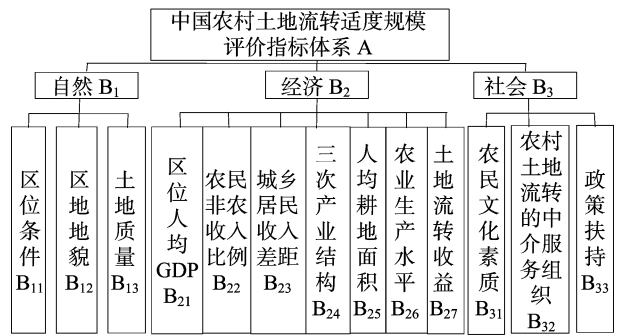 中国农村土地流转适度规模
评价指标体系 A
自然 B₁
经济 B₂
社会 B₃
区位条件 B₁₁
区地地貌 B₁₂
土地质量 B₁₃
区位人均GDP B₂₁
农民非农收入比例 B₂₂
城乡居民收入差距 B₂₃
三次产业结构 B₂₄
人均耕地面积 B₂₅
农业生产水平 B₂₆
土地流转收益 B₂₇
农民文化素质 B₃₁
农村土地流转的中介服务组织 B₃₂
政策扶持 B₃₃